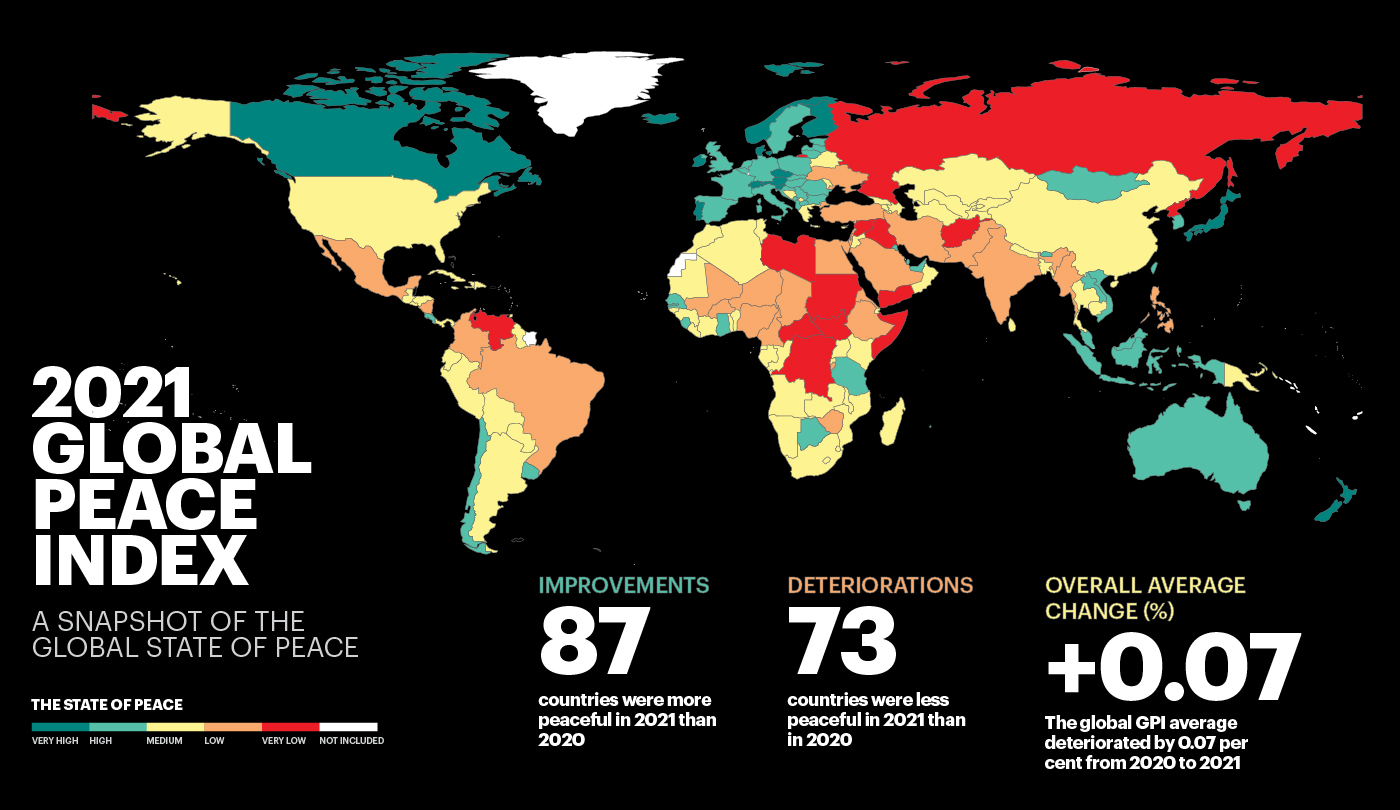 2021
GLOBAL
PEACE
INDEX
A SNAPSHOT OF THE
GLOBAL STATE OF PEACE
THE STATE OF PEACE
VERY HIGH HIGH MEDIUM LOW VERY LOW NOT INCLUDED
IMPROVEMENTS
87
countries were more
peaceful in 2021 than
2020
DETERIORATIONS
73
countries were less
peaceful in 2021 than
in 2020
OVERALL AVERAGE
CHANGE (%)
+0.07
The global GPI average
deteriorated by 0.07 per
cent from 2020 to 2021